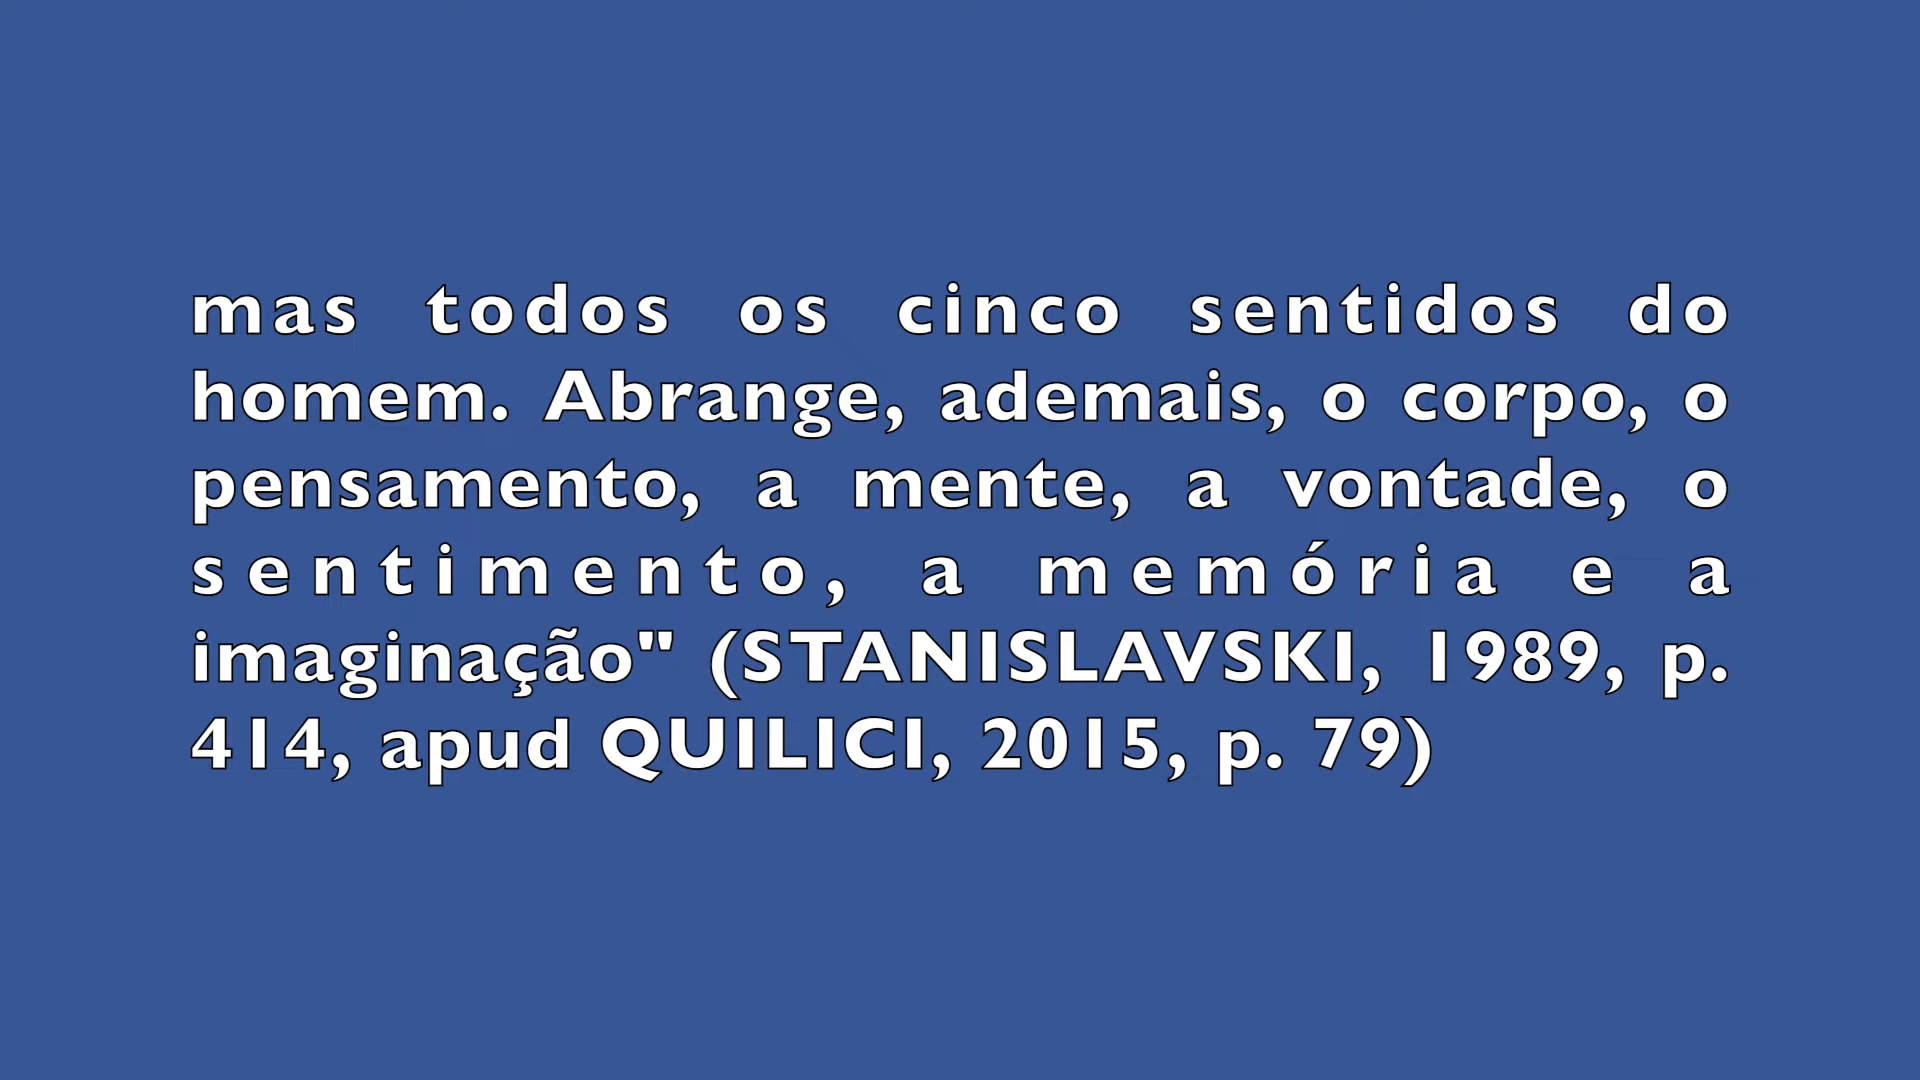 mas todos os cinco sentidos do
homem. Abrange, ademais, o corpo, o
pensamento, a mente, a vontade, o
sentimento, a memória e a
imaginação" (STANISLAVSKI, 1989, p.
414, apud QUILICI, 2015, p. 79)